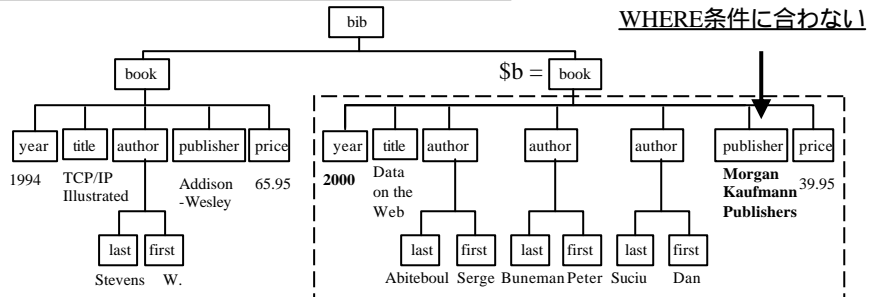 bib
WHERE条件に合わない
book
$b = book
year title author publisher price
year title author author author publisher price
1994 TCP/IP Illustrated Addison -Wesley 65.95
2000 Data on the Web Morgan Kaufmann Publishers 39.95
last first
last first last first last first
Stevens W.
Abiteboul Serge Buneman Peter Suciu Dan